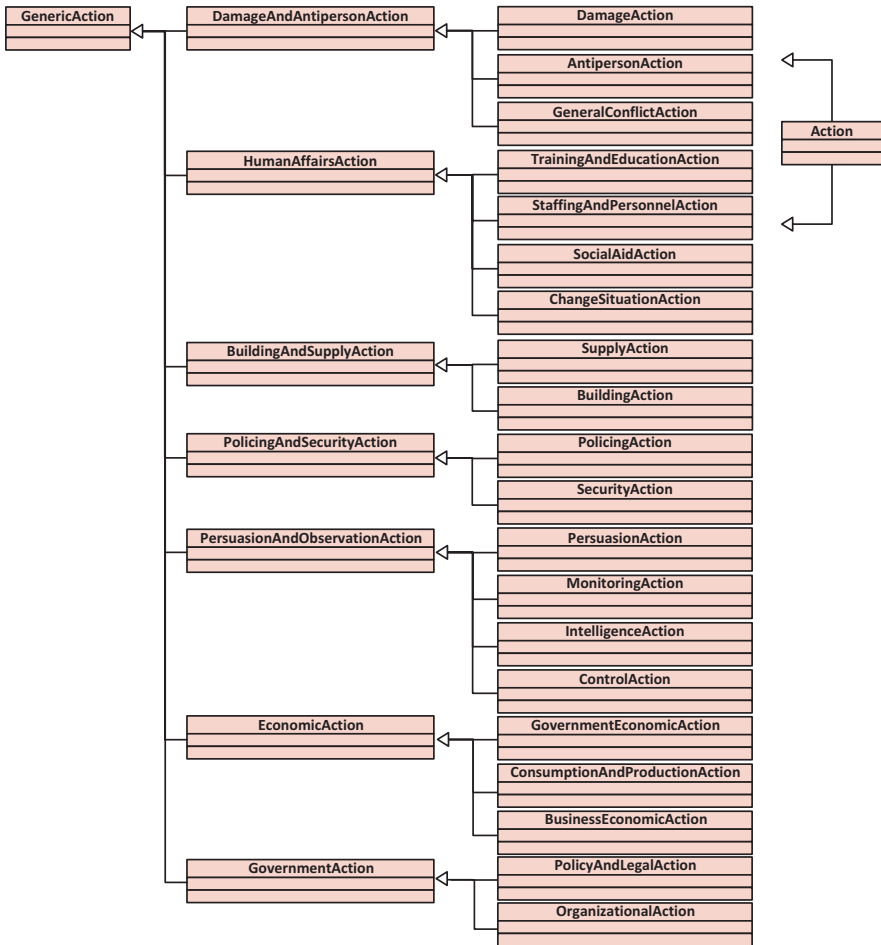 GenericAction
DamageAndAntipersonAction
DamageAction
AntipersonAction
GeneralConflictAction
Action
HumanAffairsAction
TrainingAndEducationAction
StaffingAndPersonnelAction
SocialAidAction
ChangeSituationAction
BuildingAndSupplyAction
SupplyAction
BuildingAction
PolicingAndSecurityAction
PolicingAction
SecurityAction
PersuasionAndObservationAction
PersuasionAction
MonitoringAction
IntelligenceAction
ControlAction
EconomicAction
GovernmentEconomicAction
ConsumptionAndProductionAction
BusinessEconomicAction
GovernmentAction
PolicyAndLegalAction
OrganizationalAction